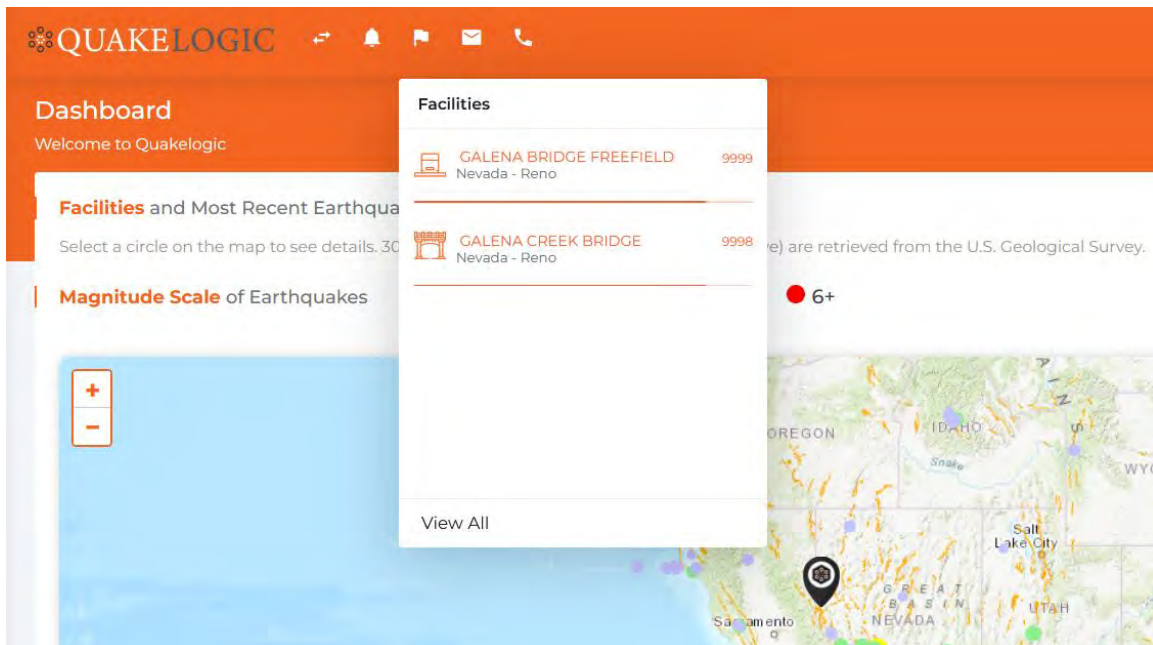 QUAKELOGIC
Dashboard
Welcome to Quakelogic
Facilities
GALENA BRIDGE FREEFIELD 9999
Nevada - Reno
GALENA CREEK BRIDGE 9998
Nevada - Reno
View All
Facilities and Most Recent Earthqua
Select a circle on the map to see details. 30 e) are retrieved from the U.S. Geological Survey.
Magnitude Scale of Earthquakes 6+
+
-
OREGON
IDAHO
Snake
WY
Salt
Lake City
GREAT
BASIN
NEVADA
UTAH
Sacramento